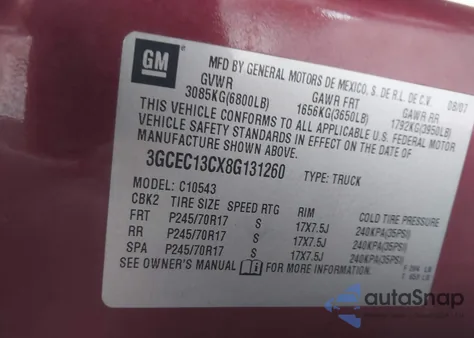 GM
MFD BY GENERAL MOTORS DE MEXICO, S. DE R.L. DE C.V. 08/07
GVWR GAWR FRT GAWR RR
3085KG(6800LB) 1656KG(3650LB) 1792KG(3950LB)
THIS VEHICLE CONFORMS TO ALL APPLICABLE U.S. FEDERAL MOTOR
VEHICLE SAFETY STANDARDS IN EFFECT ON THE DATE OF
MANUFACTURE SHOWN ABOVE.
3GCEC13CX8G131260 TYPE: TRUCK
MODEL: C10543
CBK2 TIRE SIZE SPEED RTG RIM COLD TIRE PRESSURE
FRT P245/70R17 S 17X7.5J 240KPA(35PSI)
RR P245/70R17 S 17X7.5J 240KPA(35PSI)
SPA P245/70R17 S 17X7.5J 240KPA(35PSI)
SEE OWNER'S MANUAL FOR MORE INFORMATION.
autoSnap